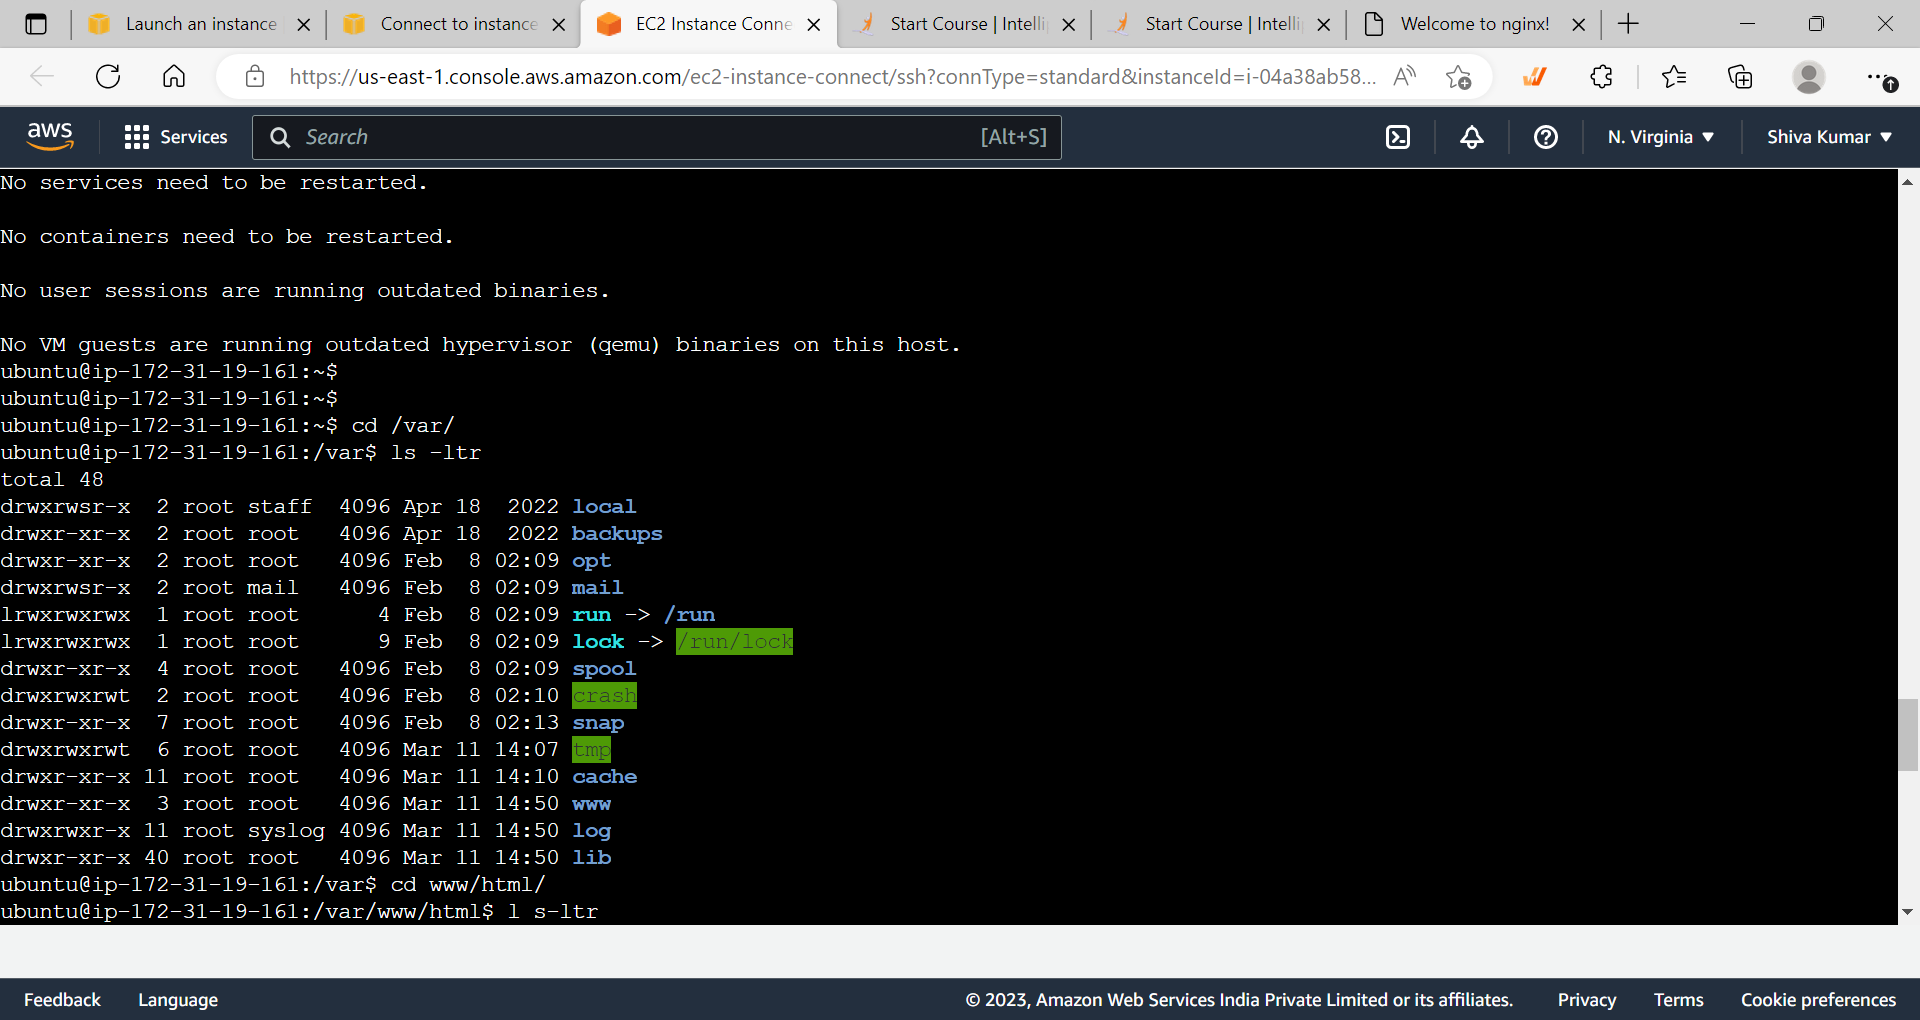 Launch an instance
Connect to instance
EC2 Instance Conne
Start Course | Intelli
Start Course | Intelli
Welcome to nginx!
https://us-east-1.console.aws.amazon.com/ec2-instance-connect/ssh?connType=standard&instanceId=i-04a38ab58...
aws
Services
Search
[Alt+S]
N. Virginia
Shiva Kumar
No services need to be restarted.
No containers need to be restarted.
No user sessions are running outdated binaries.
No VM guests are running outdated hypervisor (qemu) binaries on this host.
ubuntu@ip-172-31-19-161:~$
ubuntu@ip-172-31-19-161:~$
ubuntu@ip-172-31-19-161:~$ cd /var/
ubuntu@ip-172-31-19-161:/var$ ls -ltr
total 48
drwxrwsr-x  2 root staff  4096 Apr 18  2022 local
drwxr-xr-x  2 root root   4096 Apr 18  2022 backups
drwxr-xr-x  2 root root   4096 Feb  8 02:09 opt
drwxrwsr-x  2 root mail   4096 Feb  8 02:09 mail
lrwxrwxrwx  1 root root      4 Feb  8 02:09 run -> /run
lrwxrwxrwx  1 root root      9 Feb  8 02:09 lock -> /run/lock
drwxr-xr-x  4 root root   4096 Feb  8 02:09 spool
drwxrwxrwt  2 root root   4096 Feb  8 02:10 crash
drwxr-xr-x  7 root root   4096 Feb  8 02:13 snap
drwxrwxrwt  6 root root   4096 Mar 11 14:07 tmp
drwxr-xr-x 11 root root   4096 Mar 11 14:10 cache
drwxr-xr-x  3 root root   4096 Mar 11 14:50 www
drwxrwxr-x 11 root syslog 4096 Mar 11 14:50 log
drwxr-xr-x 40 root root   4096 Mar 11 14:50 lib
ubuntu@ip-172-31-19-161:/var$ cd www/html/
ubuntu@ip-172-31-19-161:/var/www/html$ l s-ltr
Feedback
Language
© 2023, Amazon Web Services India Private Limited or its affiliates.
Privacy
Terms
Cookie preferences